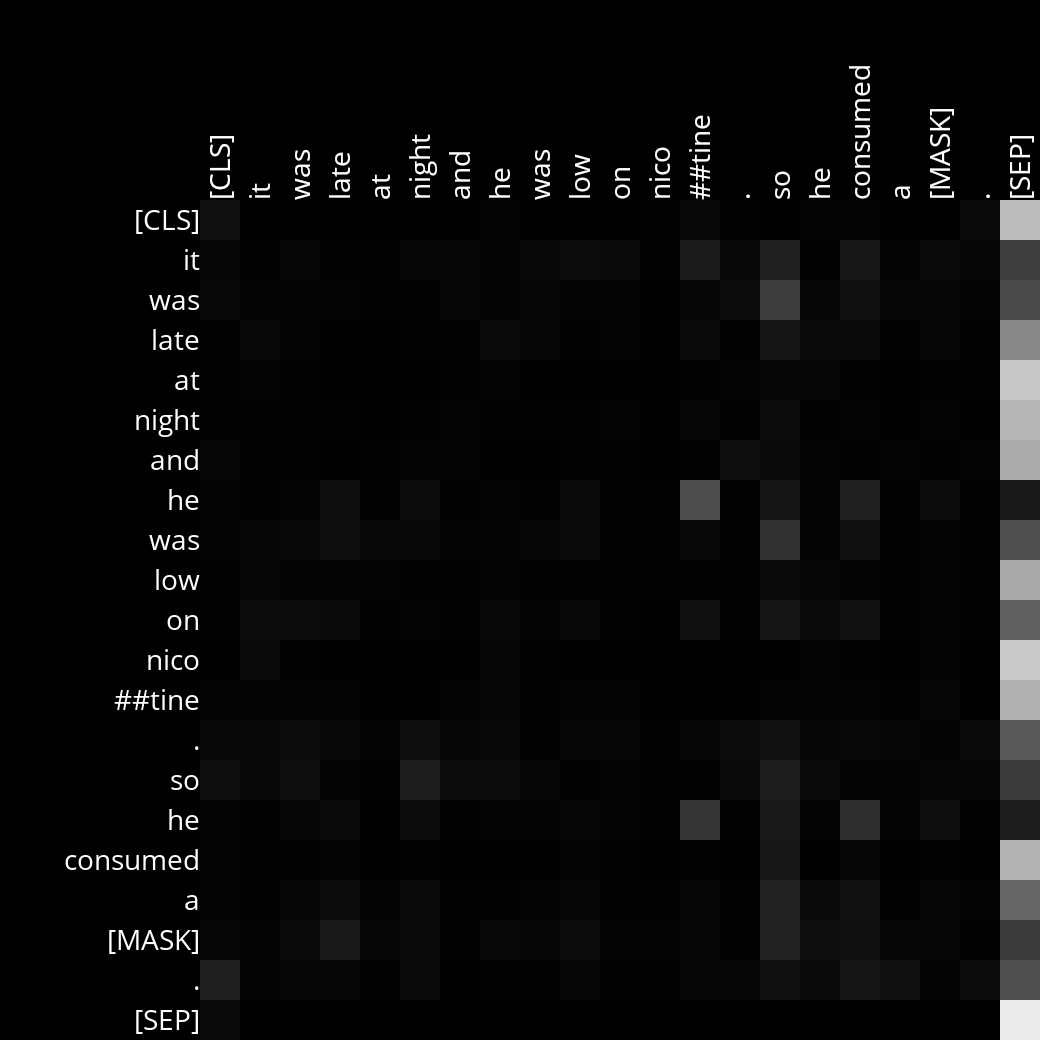 [CLS] it was late at night and he was low on nico ##tine . so he consumed a [MASK] . [SEP]
[CLS]
it
was
late
at
night
and
he
was
low
on
nico
##tine
.
so
he
consumed
a
[MASK]
.
[SEP]